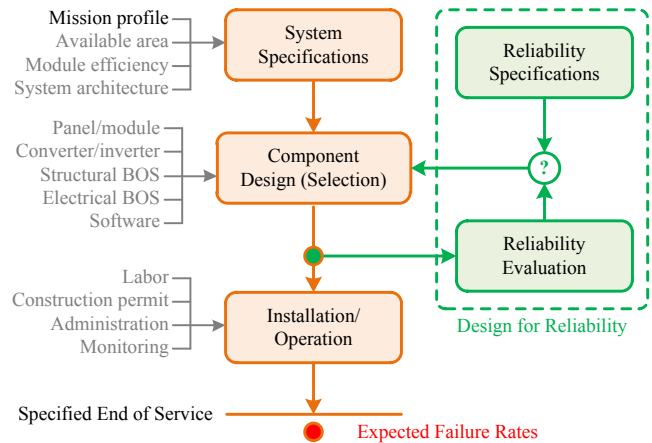 Mission profile
Available area
Module efficiency
System architecture
System
Specifications
Reliability
Specifications
Panel/module
Converter/inverter
Structural BOS
Electrical BOS
Software
Component
Design (Selection)
?
Reliability
Evaluation
Labor
Construction permit
Administration
Monitoring
Installation/
Operation
Design for Reliability
Specified End of Service
Expected Failure Rates